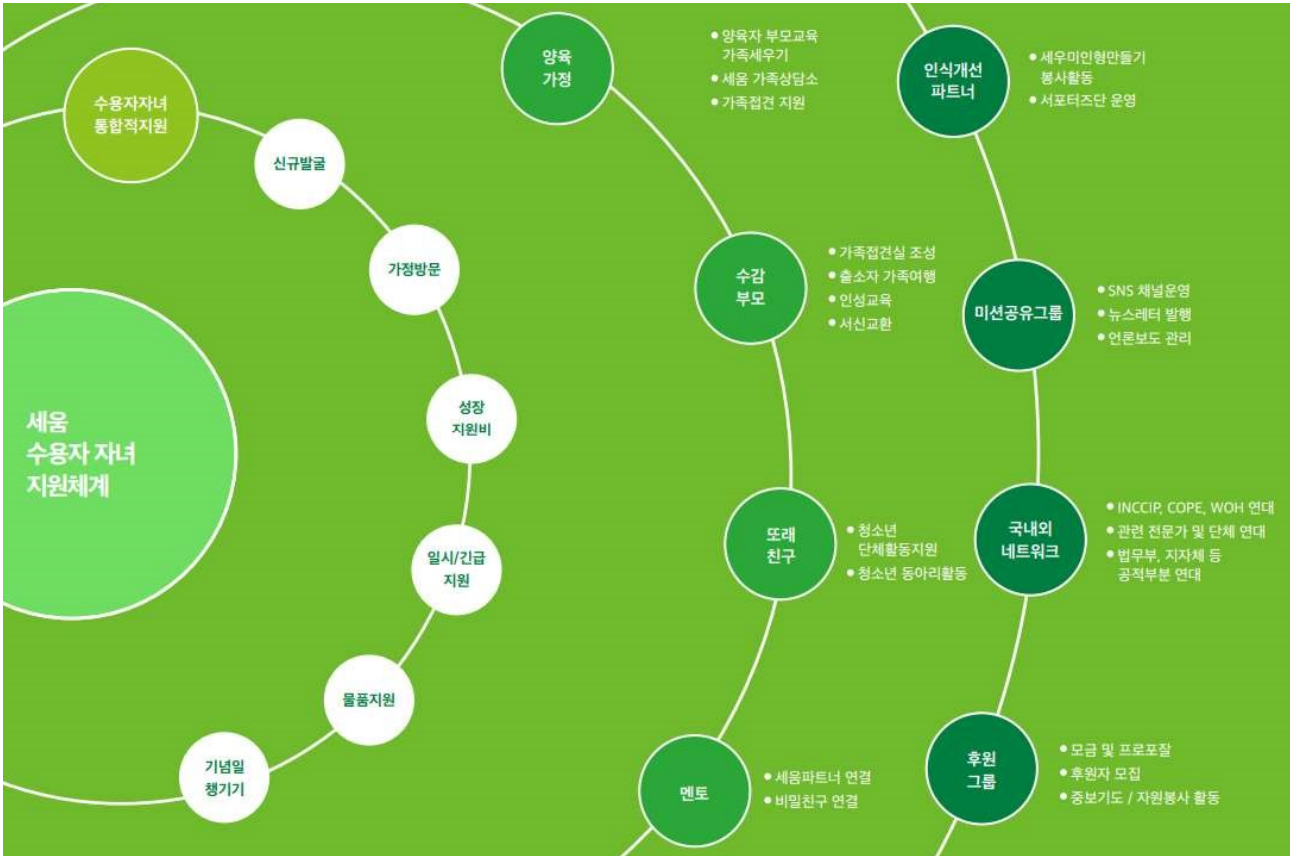 세움
수용자 자녀
지원체계
수용자자녀
통합적지원
신규발굴
가정방문
성장
지원비
일시/긴급
지원
물품지원
기념일
챙기기
양육
가정
● 양육자 부모교육
가족세우기
● 세움 가족상담소
● 가족접견 지원
수감
부모
● 가족접견실 조성
● 출소자 가족여행
● 인성교육
● 서신교환
또래
친구
● 청소년
단체활동지원
● 청소년 동아리활동
멘토
● 세움파트너 연결
● 비밀친구 연결
인식개선
파트너
● 세우미인형만들기
봉사활동
● 서포터즈단 운영
미션공유그룹
● SNS 채널운영
● 뉴스레터 발행
● 언론보도 관리
국내외
네트워크
● INCCIP, COPE, WOH 연대
● 관련 전문가 및 단체 연대
● 법무부, 지자체 등
공적부분 연대
후원
그룹
● 모금 및 프로포잘
● 후원자 모집
● 중보기도 / 자원봉사 활동